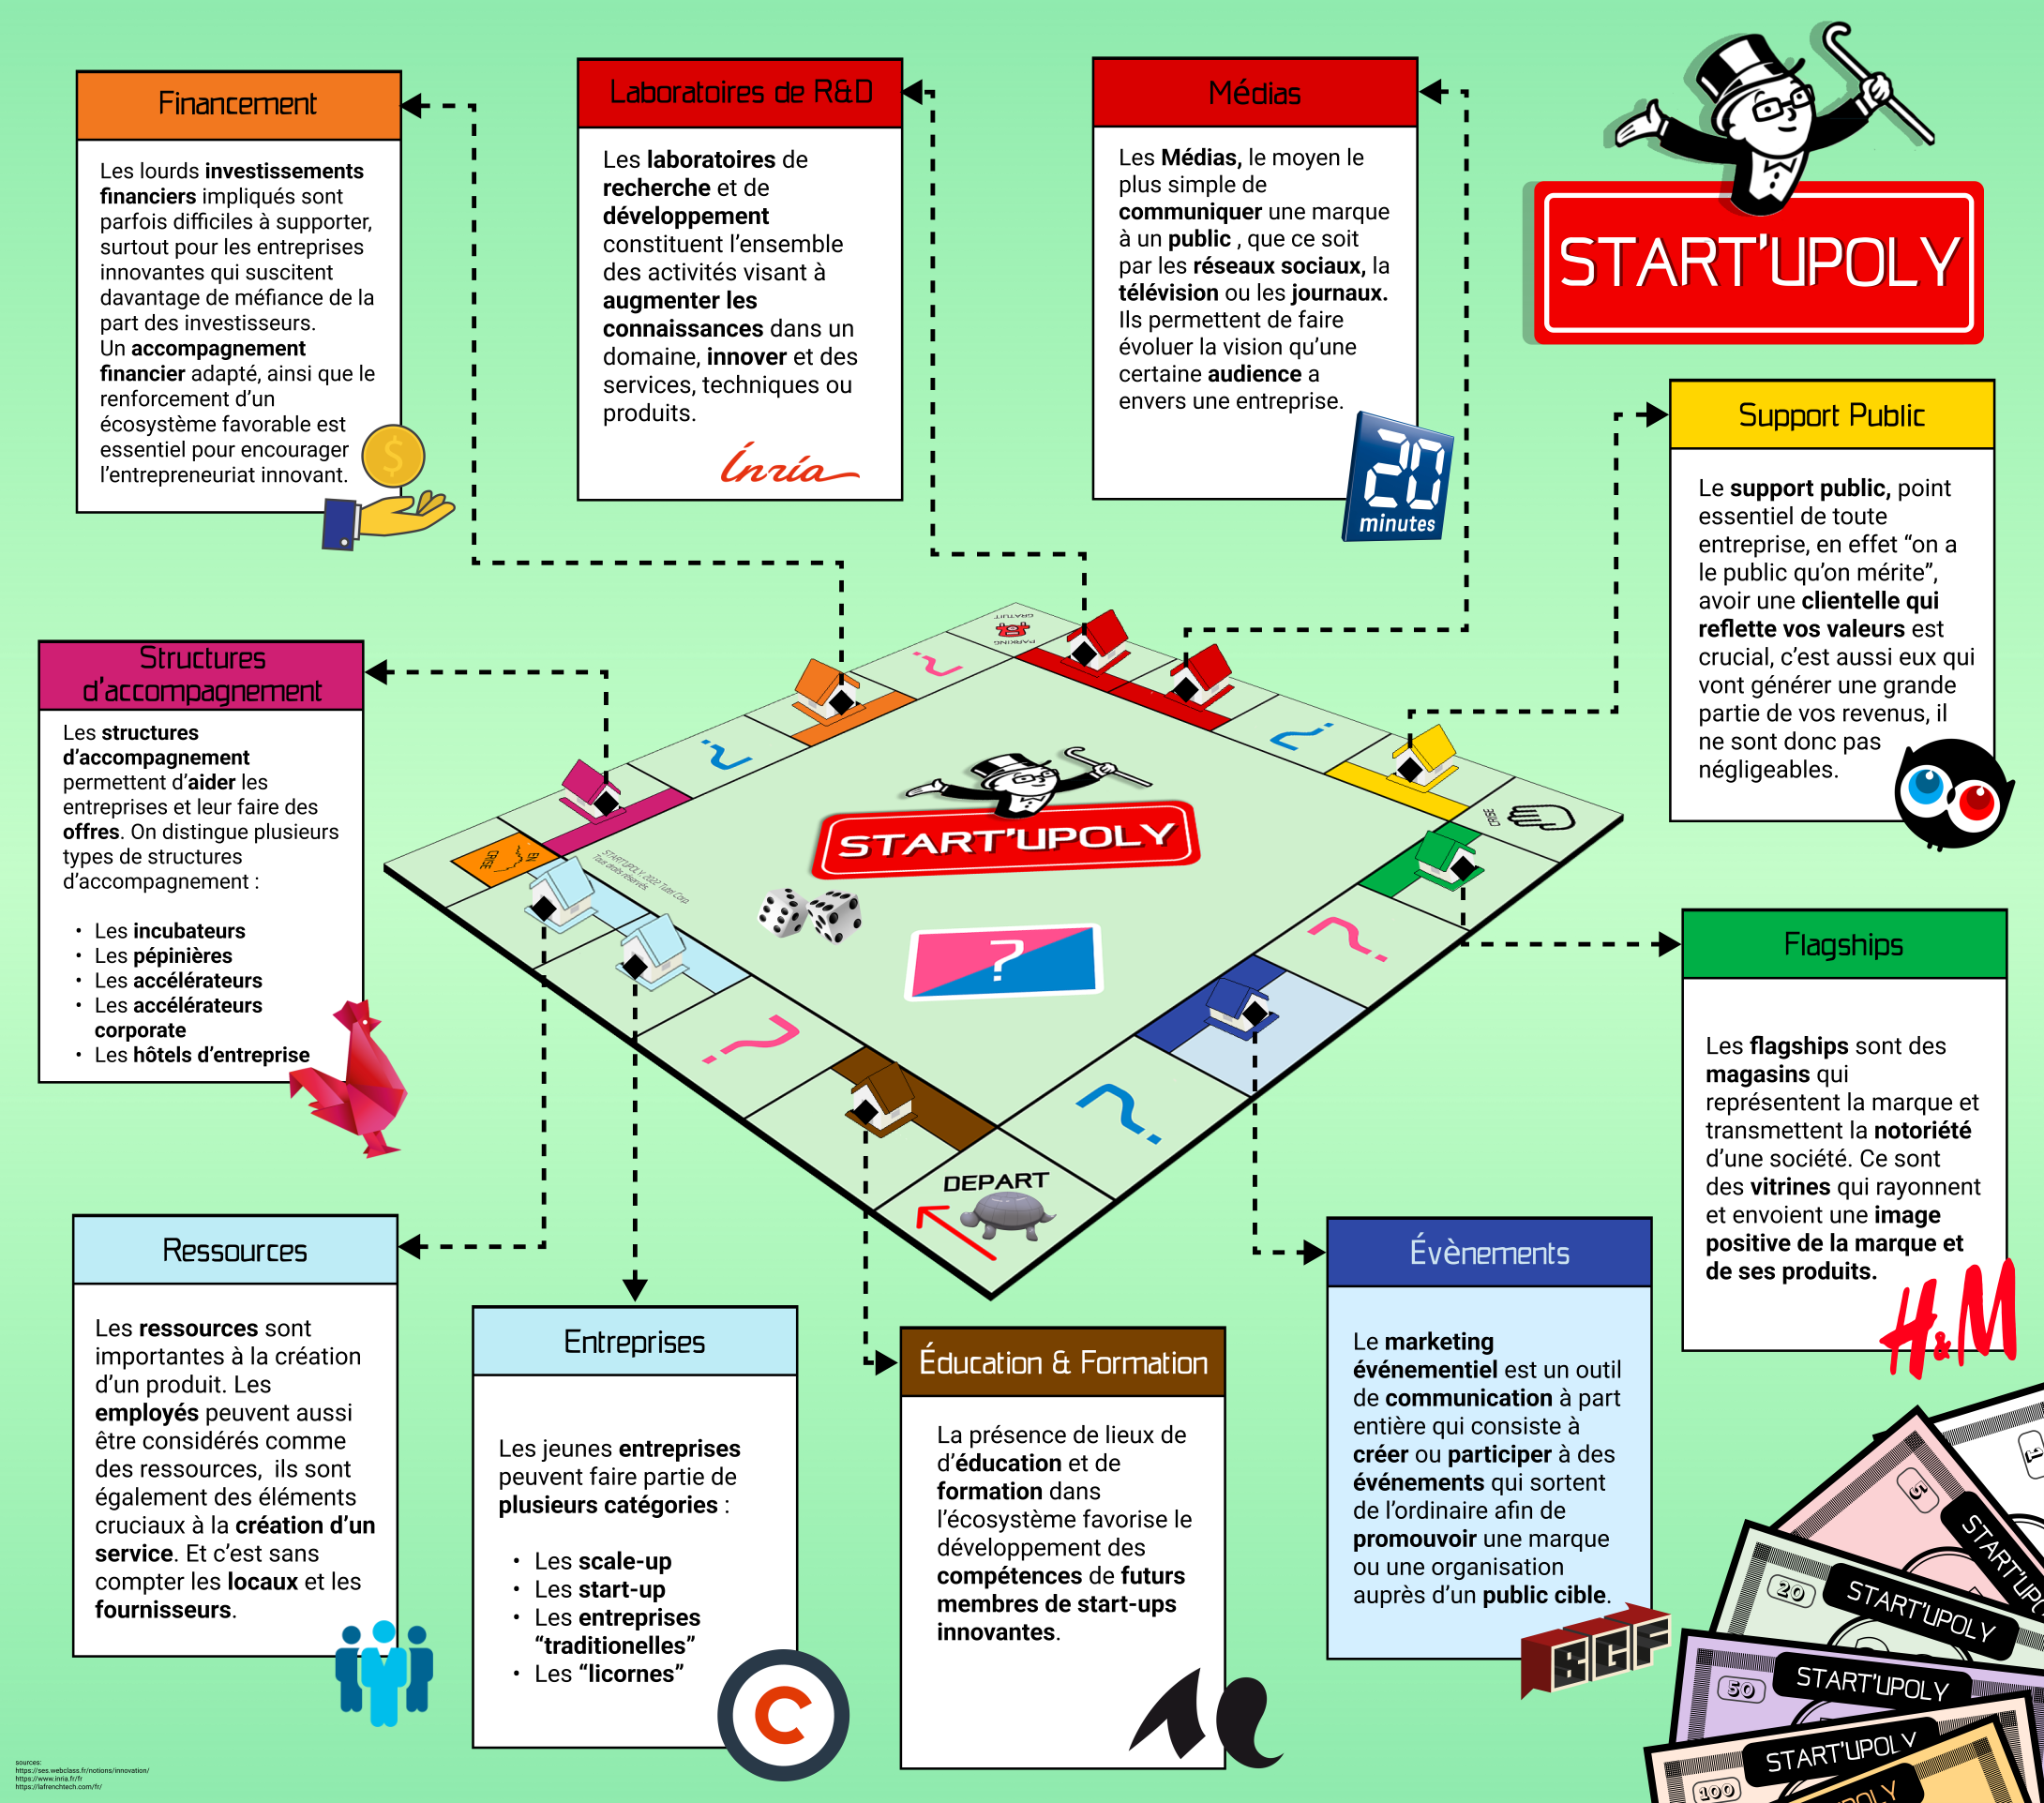 START'UPOLY
Financement
Les lourds investissements
financiers impliqués sont
parfois difficiles à supporter,
surtout pour les entreprises
innovantes qui suscitent
davantage de méfiance de la
part des investisseurs.
Un accompagnement
financier adapté, ainsi que le
renforcement d'un
écosystème favorable est
essentiel pour encourager
l'entrepreneuriat innovant.
$
Laboratoires de R&D
Les laboratoires de
recherche et de
développement
constituent l'ensemble
des activités visant à
augmenter les
connaissances dans un
domaine, innover et des
services, techniques ou
produits.
Inria
Médias
Les Médias, le moyen le
plus simple de
communiquer une marque
à un public , que ce soit
par les réseaux sociaux, la
télévision ou les journaux.
Ils permettent de faire
évoluer la vision qu'une
certaine audience a
envers une entreprise.
20
minutes
Support Public
Le support public, point
essentiel de toute
entreprise, en effet “on a
le public qu'on mérite”,
avoir une clientelle qui
reflette vos valeurs est
crucial, c'est aussi eux qui
vont générer une grande
partie de vos revenus, il
ne sont donc pas
négligeables.
Structures
d'accompagnement
Les structures
d'accompagnement
permettent d'aider les
entreprises et leur faire des
offres. On distingue plusieurs
types de structures
d'accompagnement :
• Les incubateurs
• Les pépinières
• Les accélérateurs
• Les accélérateurs
corporate
• Les hôtels d'entreprise
PARKING
GRATUIT
?
?
?
CRISE
EN
CRISE
START'UPOLY
START'UPOLY, 2022 Tutel Corp.
Tous droits réservés.
?
?
?
?
DEPART
Flagships
Les flagships sont des
magasins qui
représentent la marque et
transmettent la notoriété
d'une société. Ce sont
des vitrines qui rayonnent
et envoient une image
positive de la marque et
de ses produits.
H&M
Ressources
Les ressources sont
importantes à la création
d'un produit. Les
employés peuvent aussi
être considérés comme
des ressources, ils sont
également des éléments
cruciaux à la création d'un
service. Et c'est sans
compter les locaux et les
fournisseurs.
Entreprises
Les jeunes entreprises
peuvent faire partie de
plusieurs catégories :
• Les scale-up
• Les start-up
• Les entreprises
“traditionelles”
• Les “licornes”
C
Éducation & Formation
La présence de lieux de
d'éducation et de
formation dans
l'écosystème favorise le
développement des
compétences de futurs
membres de start-ups
innovantes.
Évènements
Le marketing
événementiel est un outil
de communication à part
entière qui consiste à
créer ou participer à des
événements qui sortent
de l'ordinaire afin de
promouvoir une marque
ou une organisation
auprès d'un public cible.
BGF
1
5
START'UPO
20
START'UPOLY
50
START'UPOLY
100
START'UPOLY
POLY
sources:
https://ses.webclass.fr/notions/innovation/
https://www.inria.fr/fr
https://lafrenchtech.com/fr/